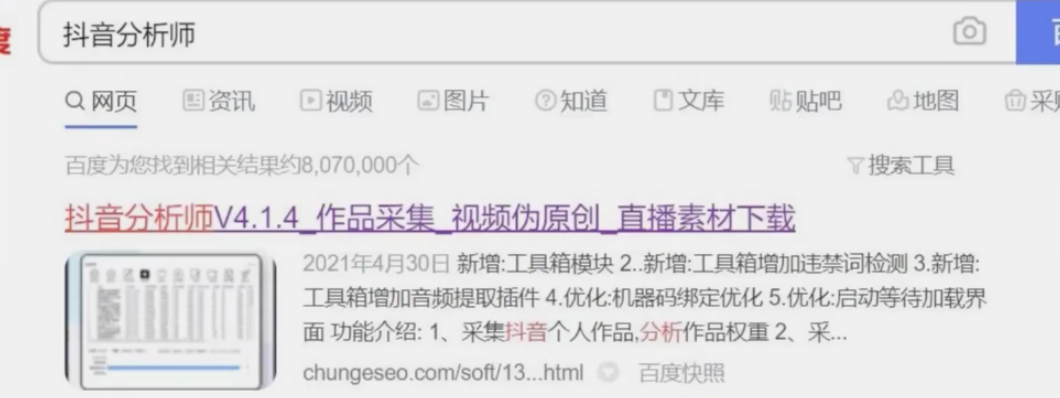 抖音分析师
网页 资讯 视频 图片 知道 文库 贴吧 地图
百度为您找到相关结果约8,070,000个 搜索工具
抖音分析师V4.1.4_作品采集_视频伪原创_直播素材下载
2021年4月30日 新增:工具箱模块 2..新增:工具箱增加违禁词检测 3.新增:
工具箱增加音频提取插件 4.优化:机器码绑定优化 5.优化:启动等待加载界
面 功能介绍: 1、采集抖音个人作品,分析作品权重 2、采...
chungeseo.com/soft/13...html 百度快照